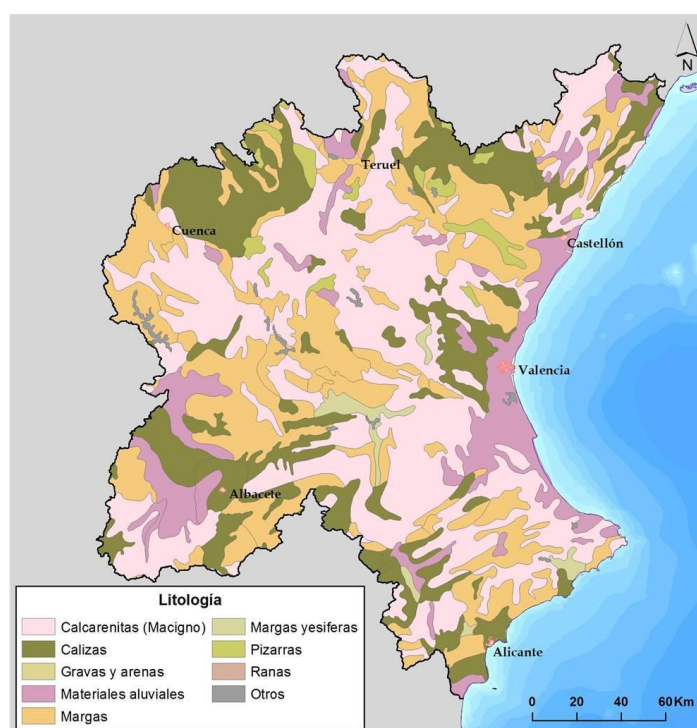 N
Teruel
Cuenca
Castellón
Valencia
Albacete
Alicante
Litología
Calcarenitas (Macigno)
Calizas
Gravas y arenas
Materiales aluviales
Margas
Margas yesiferas
Pizarras
Ranas
Otros
0 20 40 60 Km